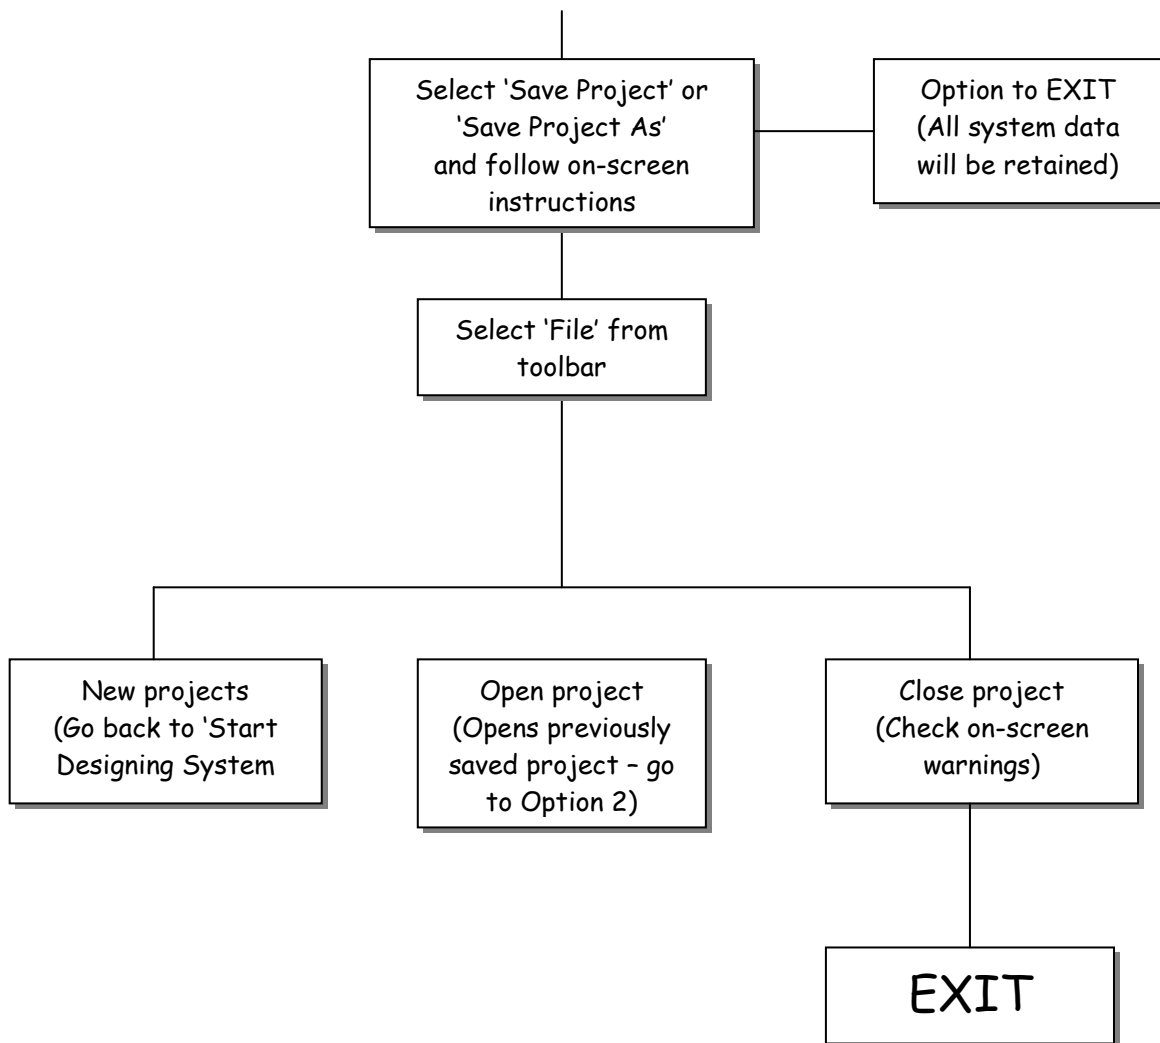 Select ‘Save Project’ or
‘Save Project As’
and follow on-screen
instructions
Option to EXIT
(All system data
will be retained)
Select ‘File’ from
toolbar
New projects
(Go back to ‘Start
Designing System
Open project
(Opens previously
saved project – go
to Option 2)
Close project
(Check on-screen
warnings)
EXIT